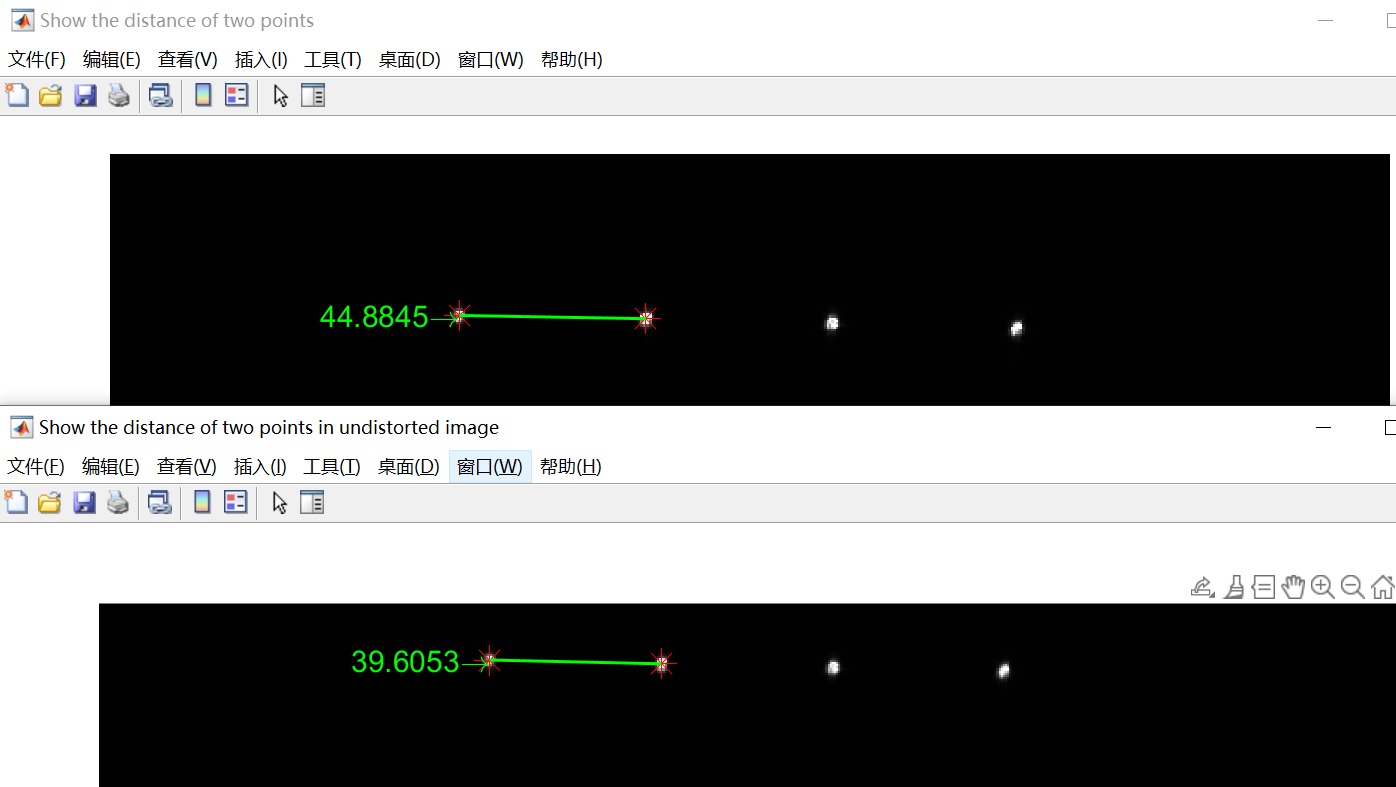 Show the distance of two points
文件(F) 编辑(E) 查看(V) 插入(I) 工具(T) 桌面(D) 窗口(W) 帮助(H)
44.8845
Show the distance of two points in undistorted image
文件(F) 编辑(E) 查看(V) 插入(I) 工具(T) 桌面(D) 窗口(W) 帮助(H)
39.6053